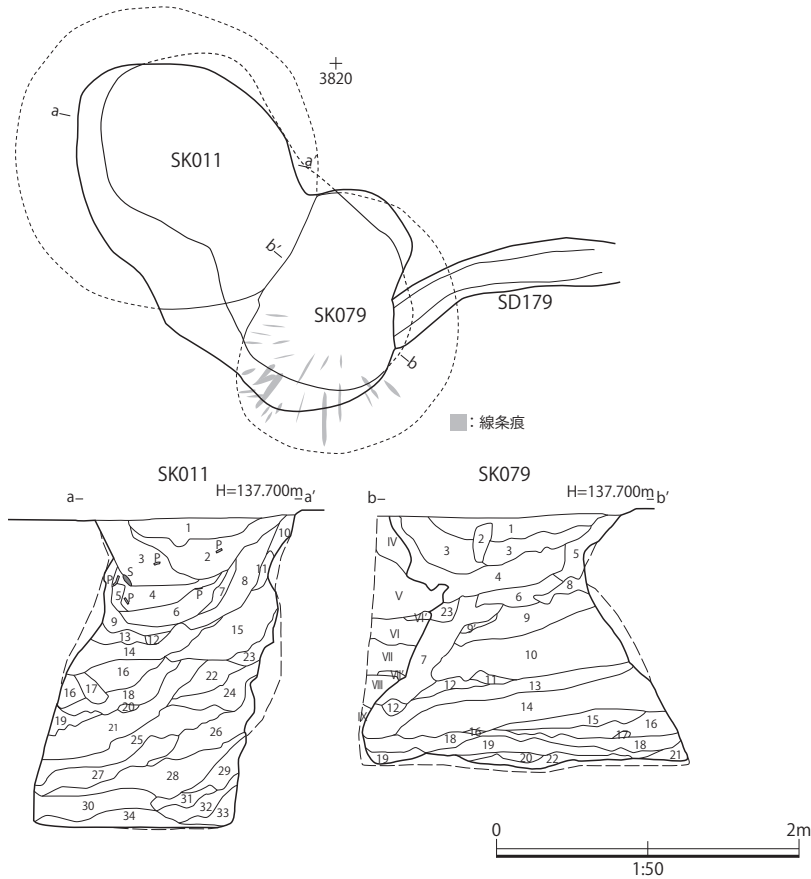 3820
a
SK011
a'
b'
SK079
SD179
b
：線条痕
SK011
a H=137.700m a'
1
10
3 P P 2
11
P S
5 P 4 P 7 8
6
9
13 12 15
14
23
16 22
16 17 18 24
20
19 21 26
25
27 28 29
30 31
34 32 33
SK079
b H=137.700m b'
IV 1
2
3 3 5
4
V 8
23 6
VI' 9' 9
VI
VII 7 10
VII' 11
VIII 12 13
12 14
IX 15 16
16 17
18 19 18
19 20 22 21
0 2m
1:50